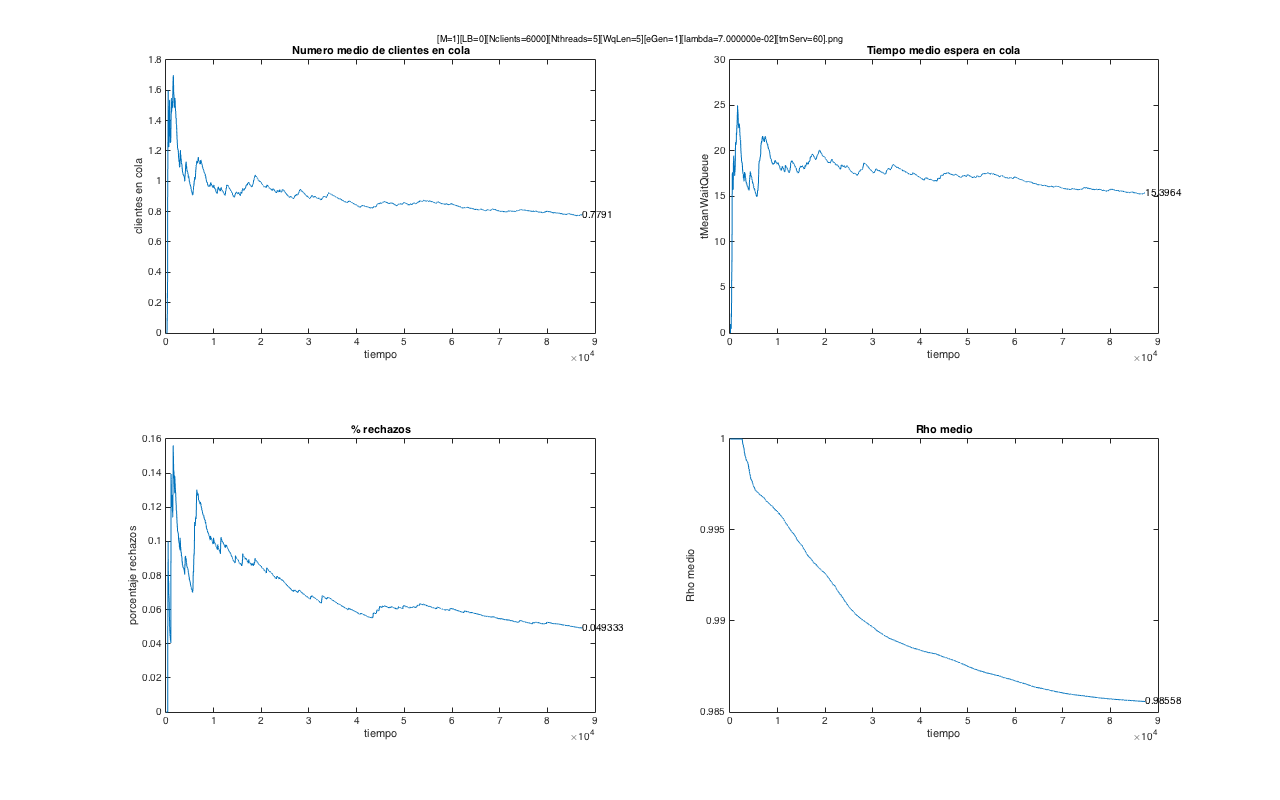 [M=1][LB=0][Nclients=6000][Nthreads=5][WqLen=5][eGen=1][lambda=7.000000e-02][tmServ=60].png
Numero medio de clientes en cola
1.8
1.6
1.4
1.2
1
0.8
0.6
0.4
0.2
0
clientes en cola
0.7791
0 1 2 3 4 5 6 7 8 9
tiempo
×10^4
Tiempo medio espera en cola
30
25
20
15
10
5
0
tMeanWaitQueue
15.3964
0 1 2 3 4 5 6 7 8 9
tiempo
×10^4
% rechazos
0.16
0.14
0.12
0.1
0.08
0.06
0.04
0.02
0
porcentaje rechazos
0.049333
0 1 2 3 4 5 6 7 8 9
tiempo
×10^4
Rho medio
1
0.995
0.99
0.985
Rho medio
0.98558
0 1 2 3 4 5 6 7 8 9
tiempo
×10^4